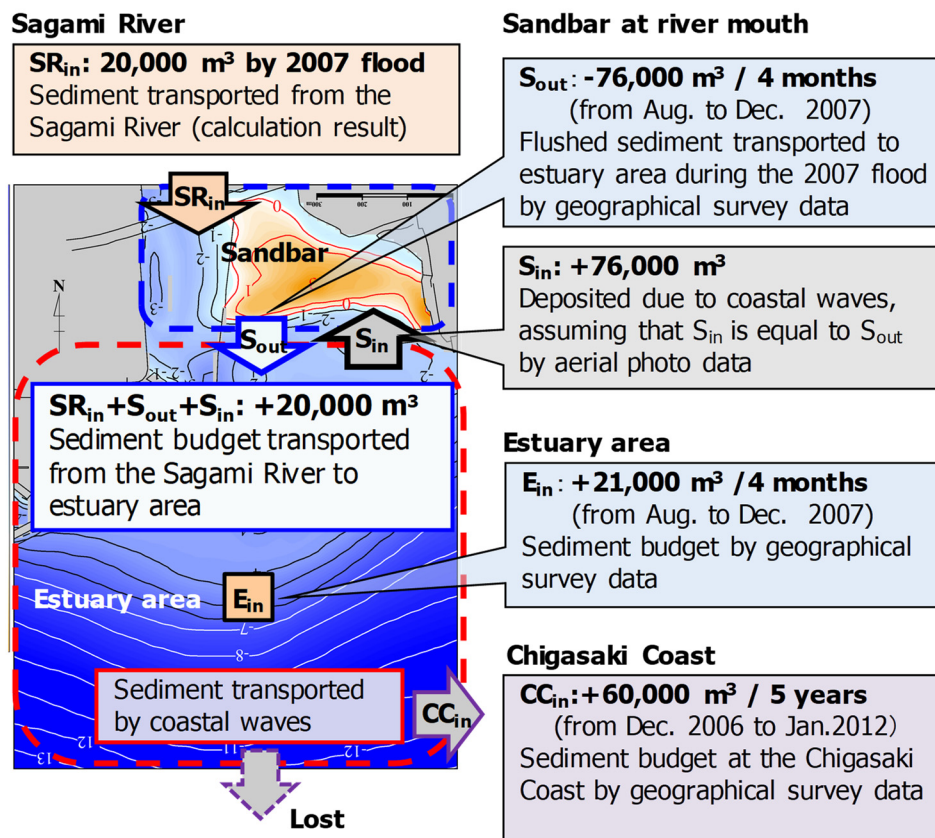 Sagami River
SRin: 20,000 m³ by 2007 flood
Sediment transported from the
Sagami River (calculation result)
Sandbar at river mouth
Sout: -76,000 m³ / 4 months
(from Aug. to Dec. 2007)
Flushed sediment transported to
estuary area during the 2007 flood
by geographical survey data
Sin: +76,000 m³
Deposited due to coastal waves,
assuming that Sin is equal to Sout
by aerial photo data
SRin
Sandbar
N
Sout
Sin
SRin+Sout+Sin: +20,000 m³
Sediment budget transported
from the Sagami River to
estuary area
Estuary area
Ein: +21,000 m³ /4 months
(from Aug. to Dec. 2007)
Sediment budget by geographical
survey data
Estuary area
Ein
-7
-8
Sediment transported
by coastal waves
CCin
12
11
12
13
Lost
Chigasaki Coast
CCin:+60,000 m³ / 5 years
(from Dec. 2006 to Jan.2012)
Sediment budget at the Chigasaki
Coast by geographical survey data